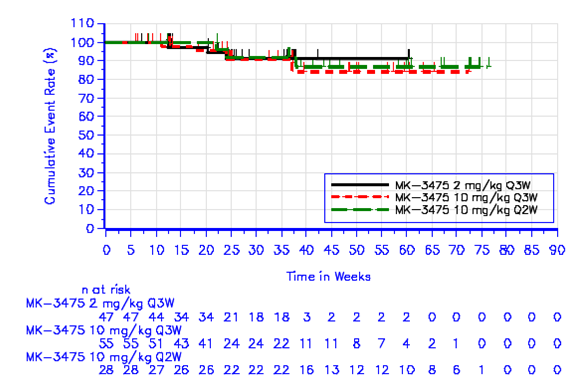 110
100
90
80
70
60
50
40
30
20
10
0
Cumulative Event Rate (%)
MK-3475 2 mg/kg Q3W
MK-3475 10 mg/kg Q3W
MK-3475 10 mg/kg Q2W
0 5 10 15 20 25 30 35 40 45 50 55 60 65 70 75 80 85 90
Time in Weeks
n at risk
MK-3475 2 mg/kg Q3W
47 47 44 34 34 21 18 18 3 2 2 2 2 0 0 0 0 0 0
MK-3475 10 mg/kg Q3W
55 55 51 43 41 24 24 22 11 11 8 7 4 2 1 0 0 0 0
MK-3475 10 mg/kg Q2W
28 28 27 26 26 22 22 22 16 13 12 12 10 8 6 1 0 0 0